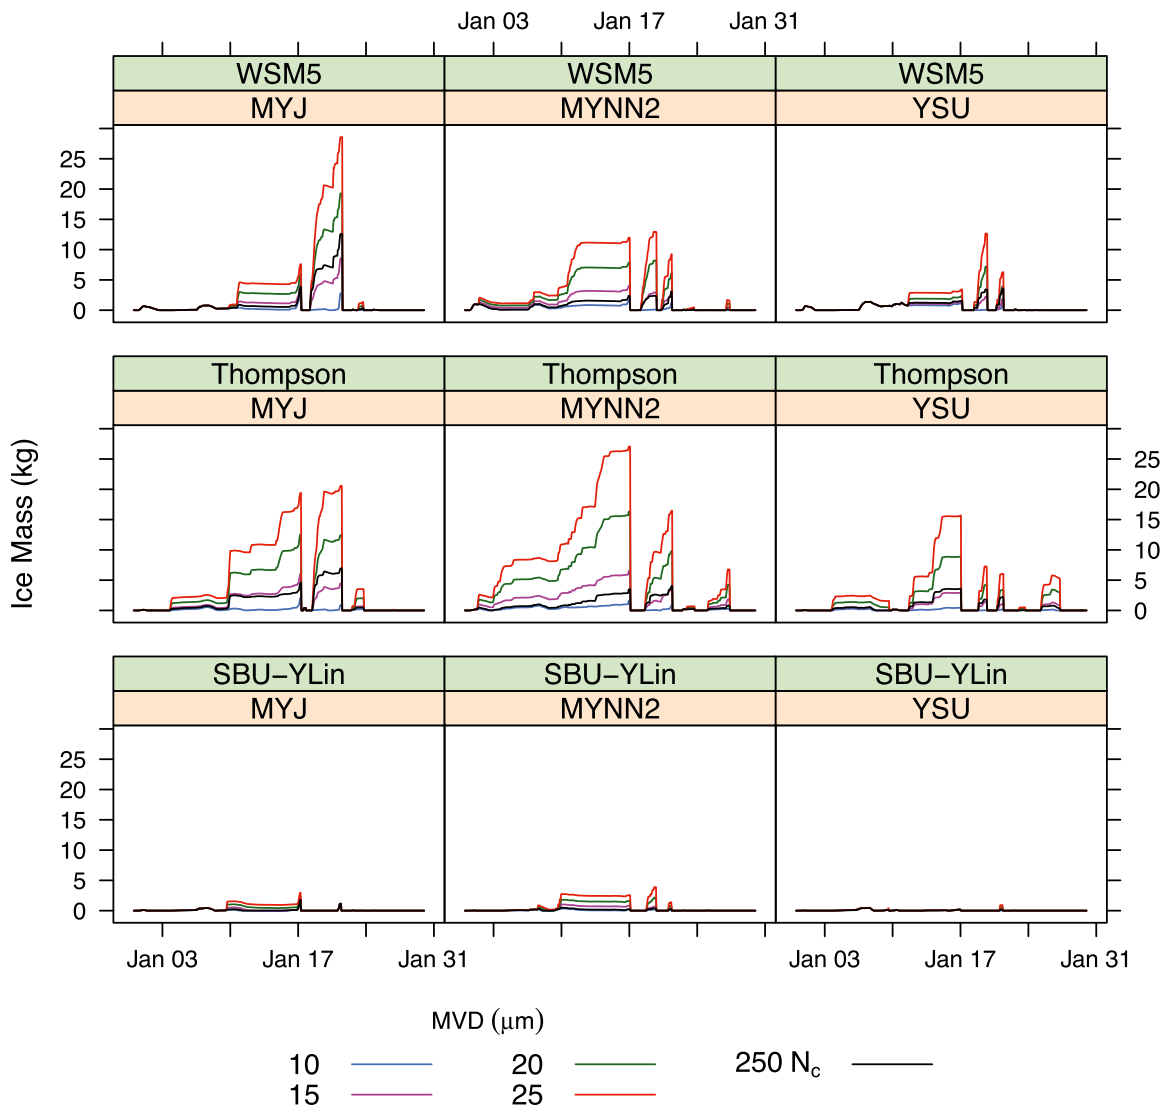 Jan 03 Jan 17 Jan 31
WSM5 WSM5 WSM5
MYJ MYNN2 YSU
25
20
15
10
5
0
Thompson Thompson Thompson
MYJ MYNN2 YSU
Ice Mass (kg)
25
20
15
10
5
0
SBU−YLin SBU−YLin SBU−YLin
MYJ MYNN2 YSU
25
20
15
10
5
0
Jan 03 Jan 17 Jan 31 Jan 03 Jan 17 Jan 31
MVD (μm)
10 20 250 Nc
15 25